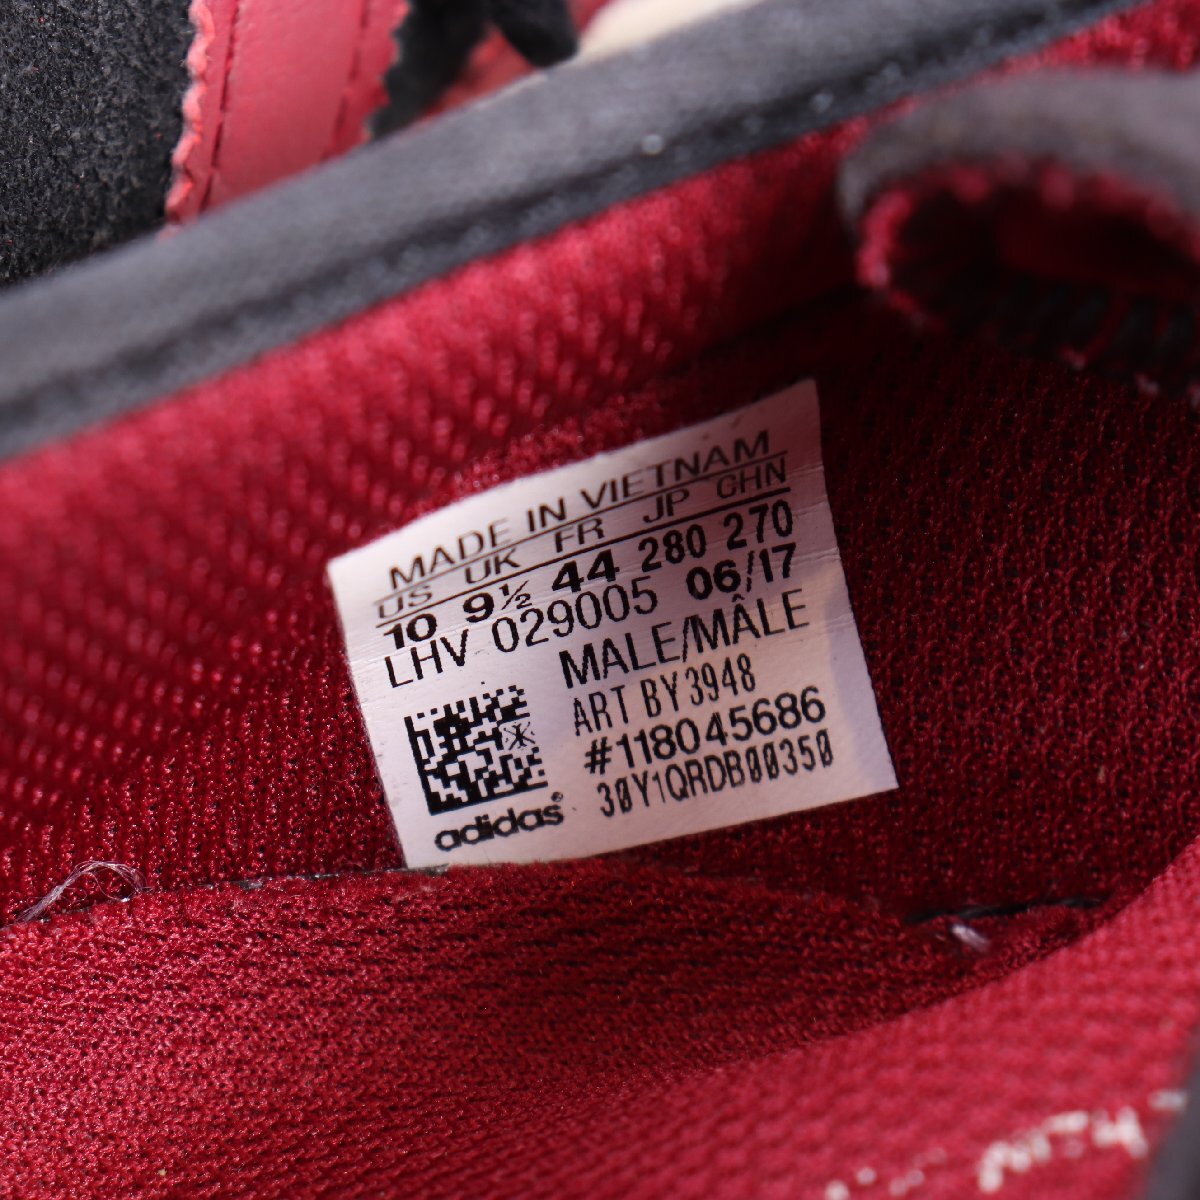 MADE IN VIETNAM
US UK FR JP CHN
10 9½ 44 280 270
LHV 029005 06/17
MALE/MÂLE
ART BY3948
#118045686
30Y1QRDB00350
adidas®